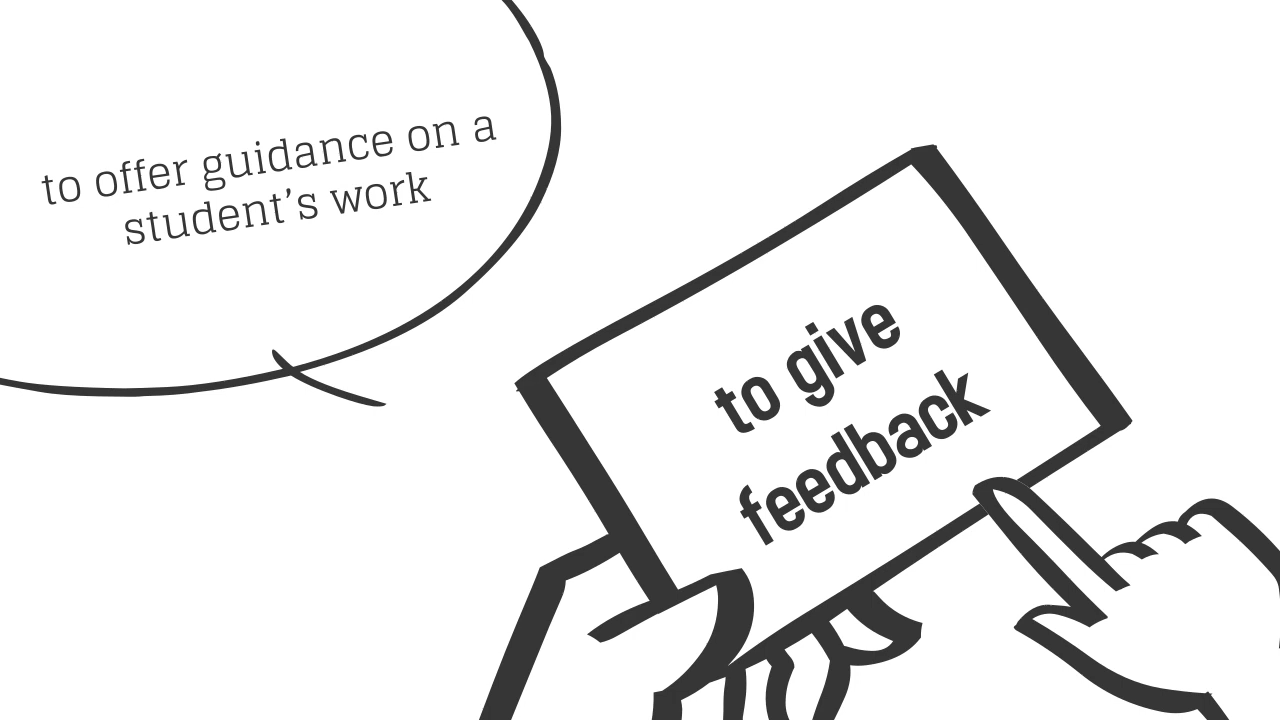 to offer guidance on a
student’s work
to give
feedback